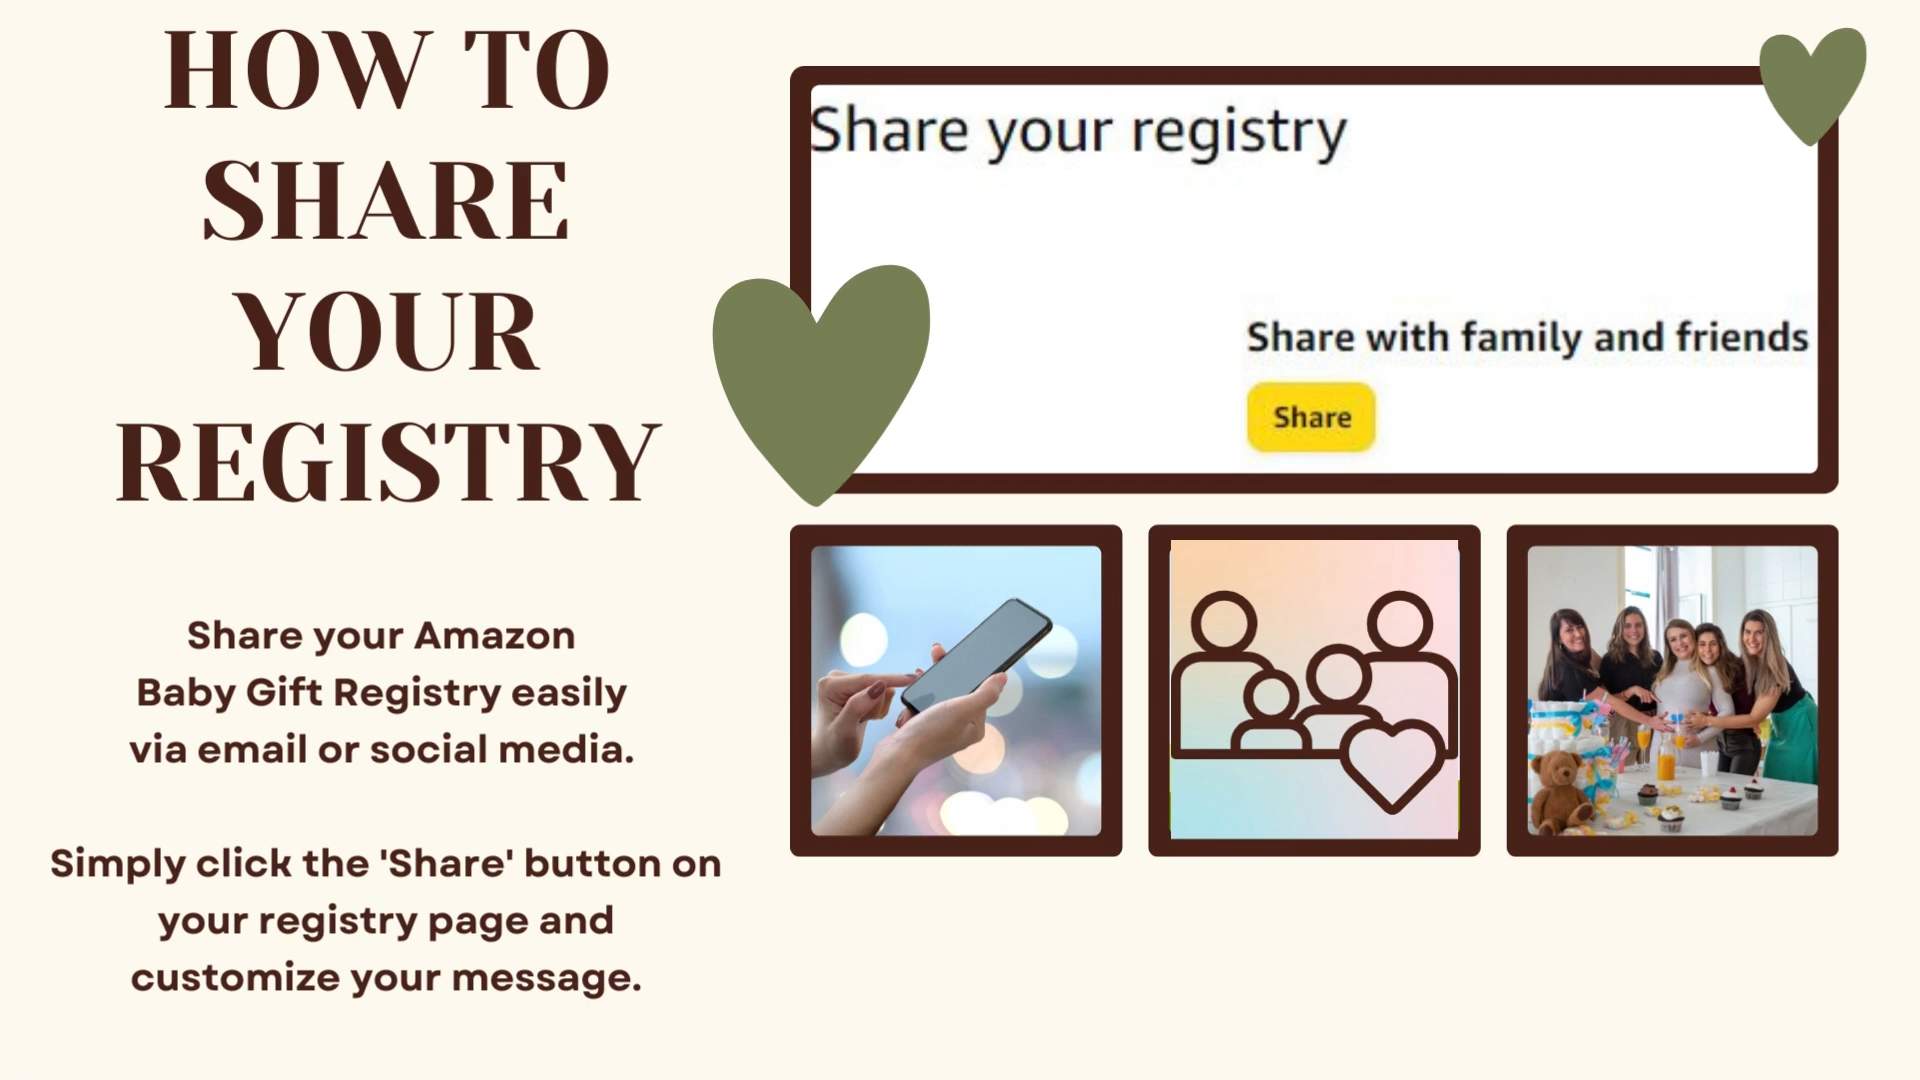 HOW TO
SHARE
YOUR
REGISTRY
Share your Amazon
Baby Gift Registry easily
via email or social media.
Simply click the 'Share' button on
your registry page and
customize your message.
Share your registry
Share with family and friends
Share